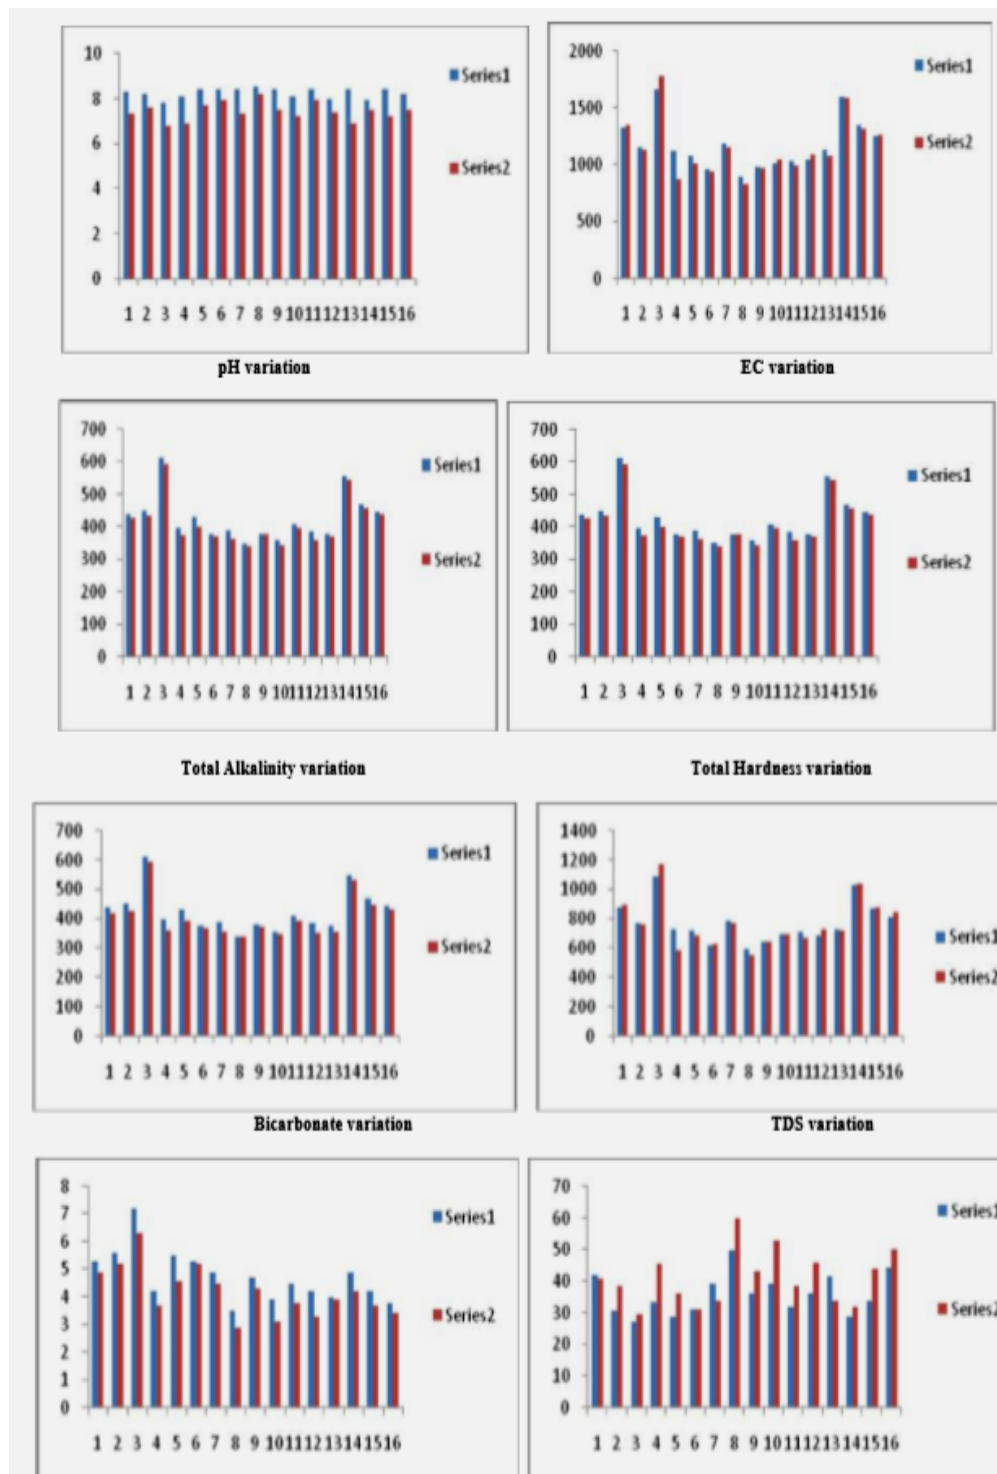 10
8
6
4
2
0
1 2 3 4 5 6 7 8 9 10 11 12 13 14 15 16
Series1
Series2
pH variation
2000
1500
1000
500
0
1 2 3 4 5 6 7 8 9 10 11 12 13 14 15 16
Series1
Series2
EC variation
700
600
500
400
300
200
100
0
1 2 3 4 5 6 7 8 9 10 11 12 13 14 15 16
Series1
Series2
Total Alkalinity variation
700
600
500
400
300
200
100
0
1 2 3 4 5 6 7 8 9 10 11 12 13 14 15 16
Series1
Series2
Total Hardness variation
700
600
500
400
300
200
100
0
1 2 3 4 5 6 7 8 9 10 11 12 13 14 15 16
Series1
Series2
Bicarbonate variation
1400
1200
1000
800
600
400
200
0
1 2 3 4 5 6 7 8 9 10 11 12 13 14 15 16
Series1
Series2
TDS variation
8
7
6
5
4
3
2
1
0
1 2 3 4 5 6 7 8 9 10 11 12 13 14 15 16
Series1
Series2
70
60
50
40
30
20
10
0
1 2 3 4 5 6 7 8 9 10 11 12 13 14 15 16
Series1
Series2